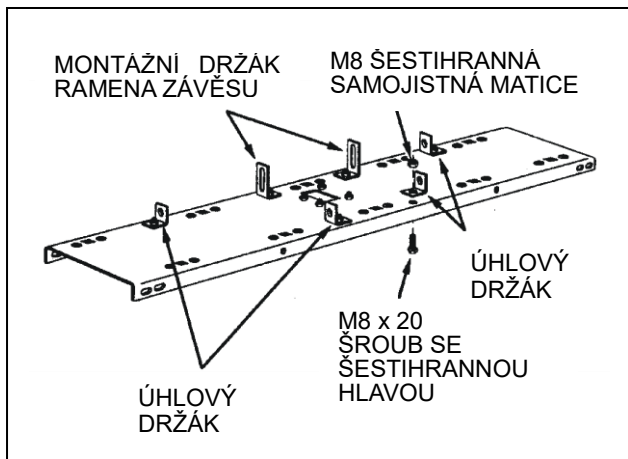 MONTÁŽNÍ DRŽÁK
RAMENA ZÁVĚSU
M8 ŠESTIHRANNÁ
SAMOJISTNÁ MATICE
ÚHLOVÝ
DRŽÁK
M8 x 20
ŠROUB SE
ŠESTIHRANNOU
HLAVOU
ÚHLOVÝ
DRŽÁK